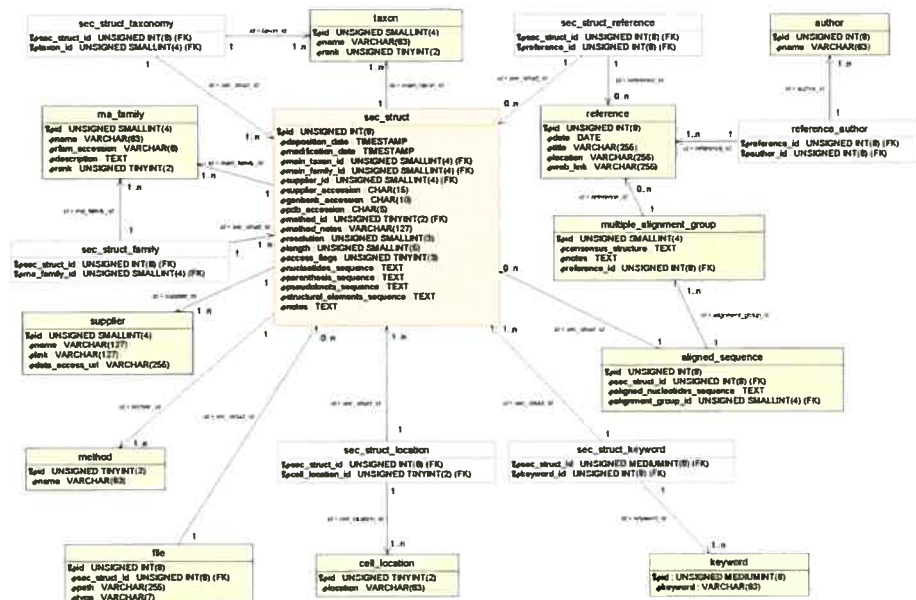 sec_struct_taxonomy
sec_struct_id UNSIGNED INT(8) (FK)
taxon_id UNSIGNED SMALLINT(4) (FK)
taxon
id UNSIGNED SMALLINT(4)
name VARCHAR(63)
rank UNSIGNED TINYINT(2)
sec_struct_reference
sec_struct_id UNSIGNED INT(8) (FK)
reference_id UNSIGNED INT(8) (FK)
author
id UNSIGNED INT(8)
name VARCHAR(63)
rna_family
id UNSIGNED SMALLINT(4)
name VARCHAR(63)
pfam_accession VARCHAR(8)
description TEXT
rank UNSIGNED TINYINT(2)
sec_struct
id UNSIGNED INT(8)
deposition_date TIMESTAMP
modification_date TIMESTAMP
main_taxon_id UNSIGNED SMALLINT(4) (FK)
main_family_id UNSIGNED SMALLINT(4) (FK)
supplier_id UNSIGNED SMALLINT(4) (FK)
supplier_accession CHAR(15)
genbank_accession CHAR(10)
pdb_accession CHAR(5)
method_id UNSIGNED TINYINT(2) (FK)
method_notes VARCHAR(127)
resolution UNSIGNED SMALLINT(3)
length UNSIGNED SMALLINT(5)
access_flags UNSIGNED TINYINT(3)
nucleotides_sequence TEXT
parenthesis_sequence TEXT
pseudoknots_sequence TEXT
structural_elements_sequence TEXT
notes TEXT
reference
id UNSIGNED INT(8)
date DATE
title VARCHAR(255)
location VARCHAR(255)
web_link VARCHAR(256)
reference_author
reference_id UNSIGNED INT(8) (FK)
author_id UNSIGNED INT(8) (FK)
sec_struct_family
sec_struct_id UNSIGNED INT(8) (FK)
rna_family_id UNSIGNED SMALLINT(4) (FK)
multiple_alignment_group
id UNSIGNED SMALLINT(4)
consensus_structure TEXT
notes TEXT
reference_id UNSIGNED INT(8) (FK)
supplier
id UNSIGNED SMALLINT(4)
name VARCHAR(127)
link VARCHAR(127)
data_access_url VARCHAR(256)
aligned_sequence
id UNSIGNED INT(8)
sec_struct_id UNSIGNED INT(8) (FK)
aligned_nucleotides_sequence TEXT
alignment_group_id UNSIGNED SMALLINT(4) (FK)
method
id UNSIGNED TINYINT(2)
name VARCHAR(63)
sec_struct_location
sec_struct_id UNSIGNED INT(8) (FK)
cell_location_id UNSIGNED TINYINT(2) (FK)
sec_struct_keyword
sec_struct_id UNSIGNED MEDIUMINT(8) (FK)
keyword_id UNSIGNED INT(8) (FK)
file
id UNSIGNED INT(8)
sec_struct_id UNSIGNED INT(8) (FK)
path VARCHAR(255)
type VARCHAR(7)
cell_location
id UNSIGNED TINYINT(2)
location VARCHAR(63)
keyword
id : UNSIGNED MEDIUMINT(8)
keyword : VARCHAR(63)